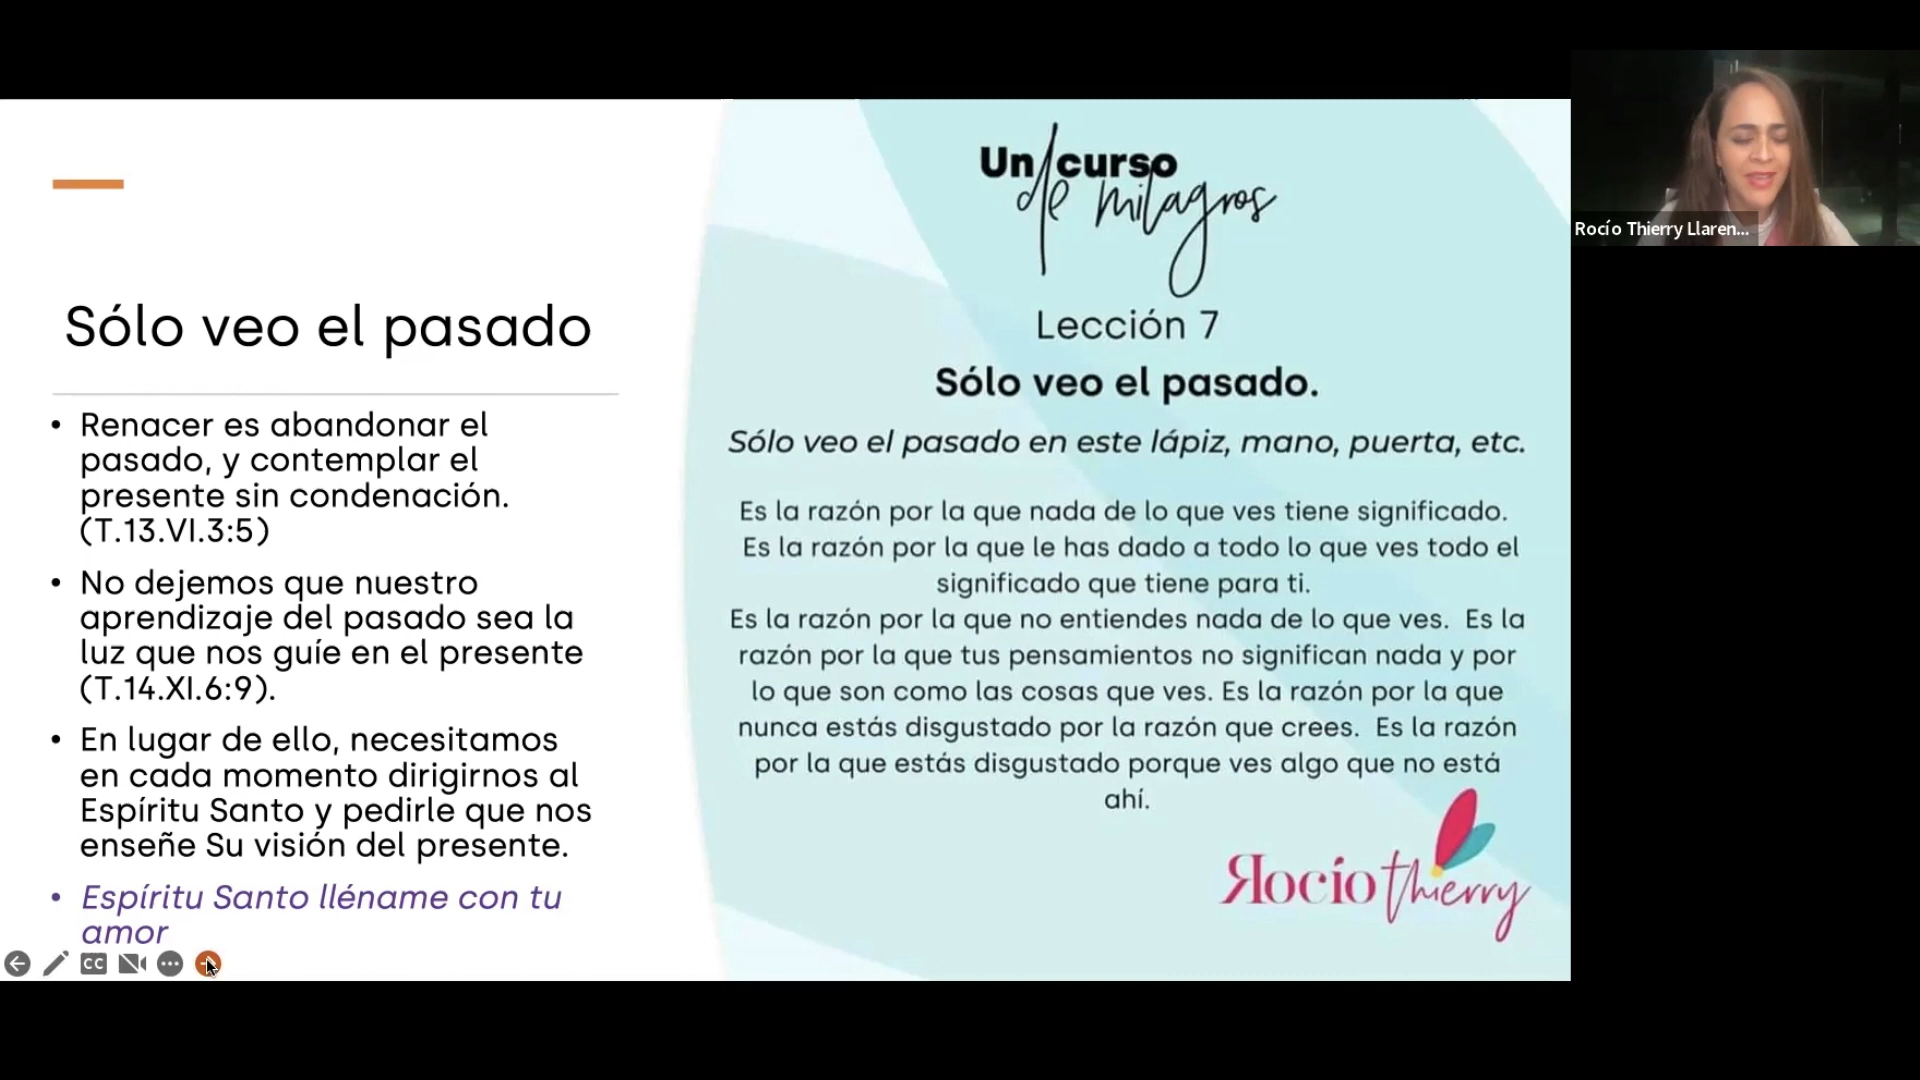 Sólo veo el pasado
• Renacer es abandonar el
pasado, y contemplar el
presente sin condenación.
(T.13.VI.3:5)
• No dejemos que nuestro
aprendizaje del pasado sea la
luz que nos guíe en el presente
(T.14.XI.6:9).
• En lugar de ello, necesitamos
en cada momento dirigirnos al
Espíritu Santo y pedirle que nos
enseñe Su visión del presente.
• Espíritu Santo lléname con tu
amor
CC
Un curso
de milagros
Lección 7
Sólo veo el pasado.
Sólo veo el pasado en este lápiz, mano, puerta, etc.
Es la razón por la que nada de lo que ves tiene significado.
Es la razón por la que le has dado a todo lo que ves todo el
significado que tiene para ti.
Es la razón por la que no entiendes nada de lo que ves. Es la
razón por la que tus pensamientos no significan nada y por
lo que son como las cosas que ves. Es la razón por la que
nunca estás disgustado por la razón que crees. Es la razón
por la que estás disgustado porque ves algo que no está
ahí.
Rocío Thierry
Rocío Thierry Llaren...